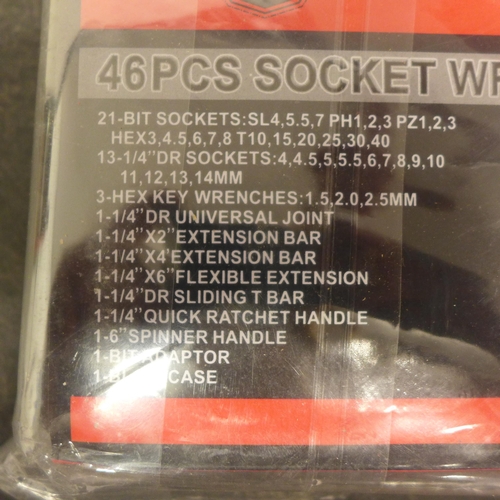 46PCS SOCKET
21-BIT SOCKETS:SL4,5.5,7 PH1,2,3 PZ1,2,3
HEX3,4.5,6,7,8 T10,15,20,25,30,40
13-1/4"DR SOCKETS:4,4.5,5,5.5,6,7,8,9,10
11,12,13,14MM
3-HEX KEY WRENCHES:1.5,2.0,2.5MM
1-1/4"DR UNIVERSAL JOINT
1-1/4"X2"EXTENSION BAR
1-1/4"X4"EXTENSION BAR
1-1/4"X6"FLEXIBLE EXTENSION
1-1/4"DR SLIDING T BAR
1-1/4"QUICK RATCHET HANDLE
1-6"SPINNER HANDLE
1-BIT ADAPTOR
CASE